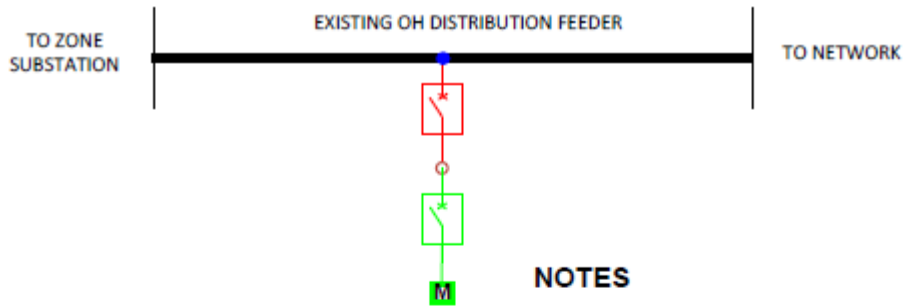 EXISTING OH DISTRIBUTION FEEDER
TO ZONE
SUBSTATION
TO NETWORK
M
NOTES